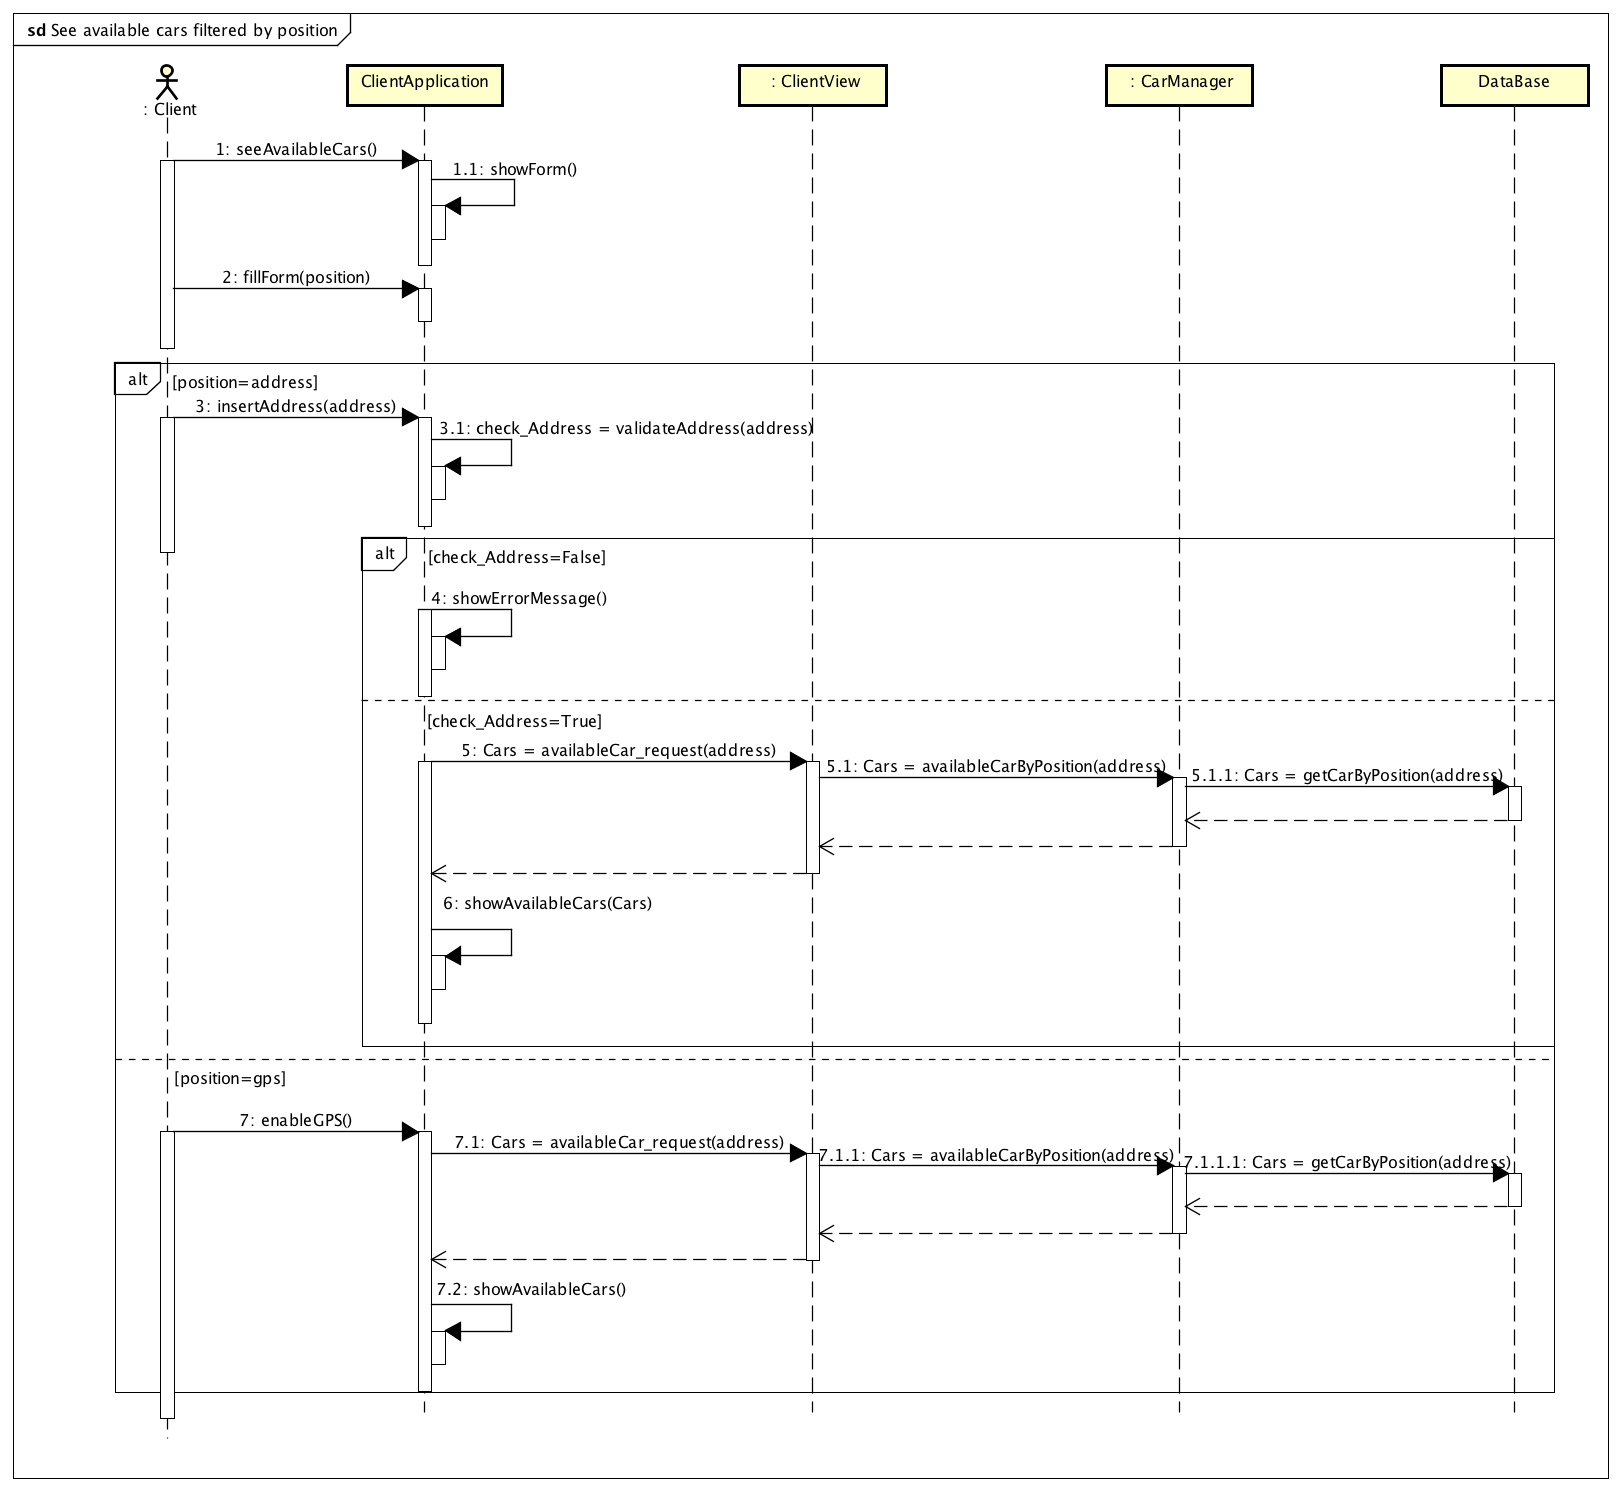 sd See available cars filtered by position
: Client
ClientApplication
: ClientView
: CarManager
DataBase
1: seeAvailableCars()
1.1: showForm()
2: fillForm(position)
alt
[position=address]
3: insertAddress(address)
3.1: check_Address = validateAddress(address)
alt
[check_Address=False]
4: showErrorMessage()
[check_Address=True]
5: Cars = availableCar_request(address)
5.1: Cars = availableCarByPosition(address)
5.1.1: Cars = getCarByPosition(address)
6: showAvailableCars(Cars)
[position=gps]
7: enableGPS()
7.1: Cars = availableCar_request(address)
7.1.1: Cars = availableCarByPosition(address)
7.1.1.1: Cars = getCarByPosition(address)
7.2: showAvailableCars()